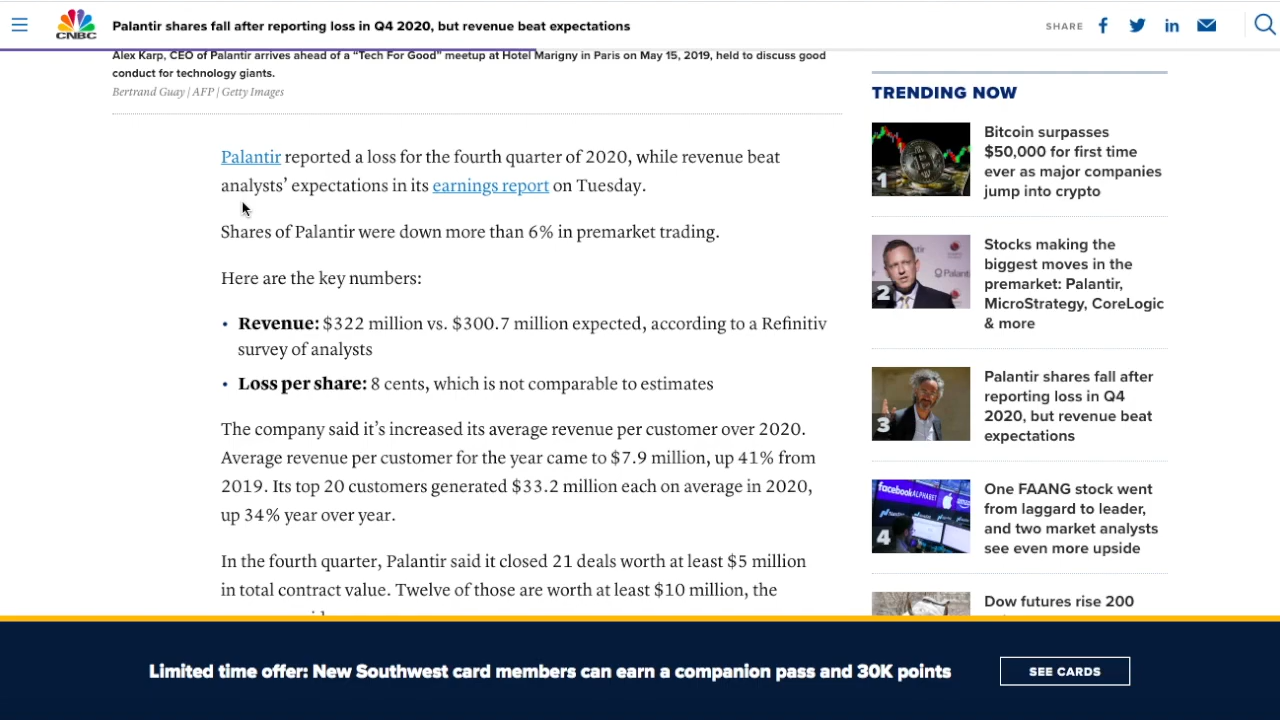 CNBC
Palantir shares fall after reporting loss in Q4 2020, but revenue beat expectations
SHARE
Alex Karp, CEO of Palantir arrives ahead of a “Tech For Good” meetup at Hotel Marigny in Paris on May 15, 2019, held to discuss good
conduct for technology giants.
Bertrand Guay | AFP | Getty Images
Palantir reported a loss for the fourth quarter of 2020, while revenue beat
analysts’ expectations in its earnings report on Tuesday.
Shares of Palantir were down more than 6% in premarket trading.
Here are the key numbers:
• Revenue: $322 million vs. $300.7 million expected, according to a Refinitiv
survey of analysts
• Loss per share: 8 cents, which is not comparable to estimates
The company said it’s increased its average revenue per customer over 2020.
Average revenue per customer for the year came to $7.9 million, up 41% from
2019. Its top 20 customers generated $33.2 million each on average in 2020,
up 34% year over year.
In the fourth quarter, Palantir said it closed 21 deals worth at least $5 million
in total contract value. Twelve of those are worth at least $10 million, the
TRENDING NOW
1
Bitcoin surpasses
$50,000 for first time
ever as major companies
jump into crypto
2
Stocks making the
biggest moves in the
premarket: Palantir,
MicroStrategy, CoreLogic
& more
3
Palantir shares fall after
reporting loss in Q4
2020, but revenue beat
expectations
facebook ALPHABET
4
One FAANG stock went
from laggard to leader,
and two market analysts
see even more upside
Dow futures rise 200
Limited time offer: New Southwest card members can earn a companion pass and 30K points
SEE CARDS